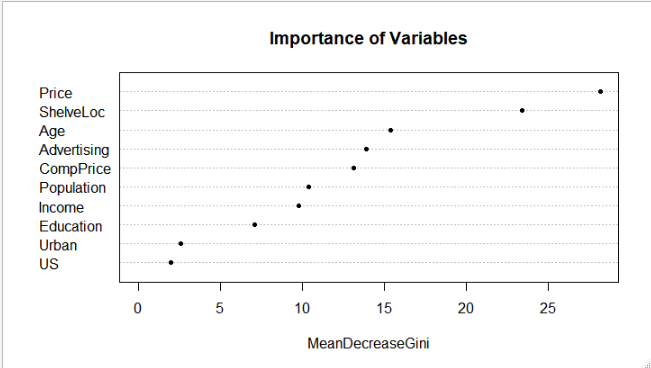 Importance of Variables
Price
ShelveLoc
Age
Advertising
CompPrice
Population
Income
Education
Urban
US
0 5 10 15 20 25
MeanDecreaseGini